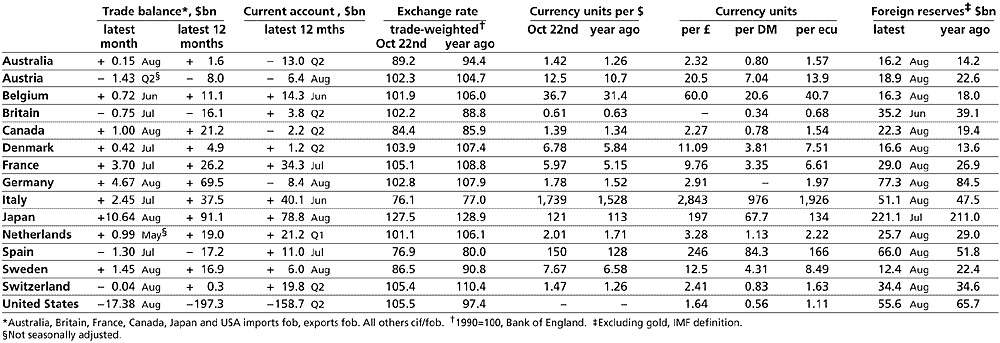 Trade balance*, $bn Current account , $bn Exchange rate Currency units per $ Currency units Foreign reserves‡ $bn
latest latest 12 latest 12 mths trade-weighted† Oct 22nd year ago per £ per DM per ecu latest year ago
month months Oct 22nd year ago
Australia + 0.15 Aug + 1.6 − 13.0 Q2 89.2 94.4 1.42 1.26 2.32 0.80 1.57 16.2 Aug 14.2
Austria − 1.43 Q2§ − 8.0 − 6.4 Aug 102.3 104.7 12.5 10.7 20.5 7.04 13.9 18.9 Aug 22.6
Belgium + 0.72 Jun + 11.1 + 14.3 Jun 101.9 106.0 36.7 31.4 60.0 20.6 40.7 16.3 Aug 18.0
Britain − 0.75 Jul − 16.1 + 3.8 Q2 102.2 88.8 0.61 0.63 – 0.34 0.68 35.2 Jun 39.1
Canada + 1.00 Aug + 21.2 − 2.2 Q2 84.4 85.9 1.39 1.34 2.27 0.78 1.54 22.3 Aug 19.4
Denmark + 0.42 Jul + 4.9 + 1.2 Q2 103.9 107.4 6.78 5.84 11.09 3.81 7.51 16.6 Aug 13.6
France + 3.70 Jul + 26.2 + 34.3 Jul 105.1 108.8 5.97 5.15 9.76 3.35 6.61 29.0 Aug 26.9
Germany + 4.67 Aug + 69.5 − 8.4 Aug 102.8 107.9 1.78 1.52 2.91 – 1.97 77.3 Aug 84.5
Italy + 2.45 Jul + 37.5 + 40.1 Jun 76.1 77.0 1,739 1,528 2,843 976 1,926 51.1 Aug 47.5
Japan +10.64 Aug + 91.1 + 78.8 Aug 127.5 128.9 121 113 197 67.7 134 221.1 Jul 211.0
Netherlands + 0.99 May§ + 19.0 + 21.2 Q1 101.1 106.1 2.01 1.71 3.28 1.13 2.22 25.7 Aug 29.0
Spain − 1.30 Jul − 17.2 + 11.0 Jul 76.9 80.0 150 128 246 84.3 166 66.0 Aug 51.8
Sweden + 1.45 Aug + 16.9 + 6.0 Aug 86.5 90.8 7.67 6.58 12.5 4.31 8.49 12.4 Aug 22.4
Switzerland − 0.04 Aug + 0.3 + 19.8 Q2 105.4 110.4 1.47 1.26 2.41 0.83 1.63 34.4 Aug 34.6
United States −17.38 Aug −197.3 −158.7 Q2 105.5 97.4 – – 1.64 0.56 1.11 55.6 Aug 65.7
*Australia, Britain, France, Canada, Japan and USA imports fob, exports fob. All others cif/fob. †1990=100, Bank of England. ‡Excluding gold, IMF definition.
§Not seasonally adjusted.